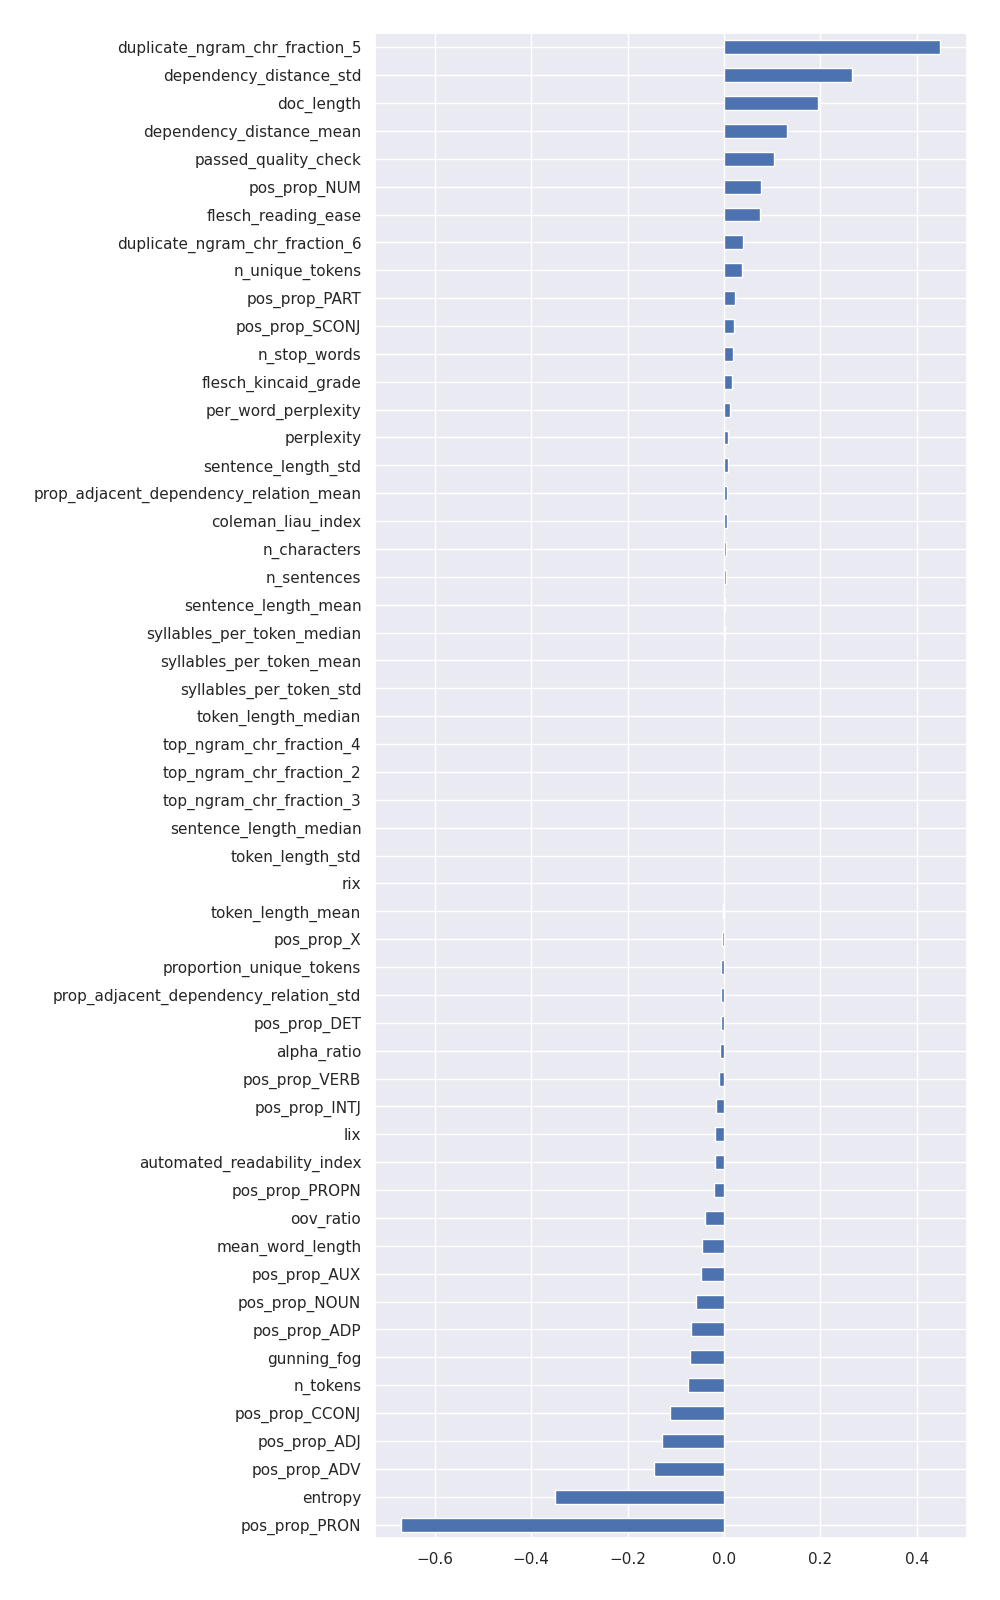 duplicate_ngram_chr_fraction_5
dependency_distance_std
doc_length
dependency_distance_mean
passed_quality_check
pos_prop_NUM
flesch_reading_ease
duplicate_ngram_chr_fraction_6
n_unique_tokens
pos_prop_PART
pos_prop_SCONJ
n_stop_words
flesch_kincaid_grade
per_word_perplexity
perplexity
sentence_length_std
prop_adjacent_dependency_relation_mean
coleman_liau_index
n_characters
n_sentences
sentence_length_mean
syllables_per_token_median
syllables_per_token_mean
syllables_per_token_std
token_length_median
top_ngram_chr_fraction_4
top_ngram_chr_fraction_2
top_ngram_chr_fraction_3
sentence_length_median
token_length_std
rix
token_length_mean
pos_prop_X
proportion_unique_tokens
prop_adjacent_dependency_relation_std
pos_prop_DET
alpha_ratio
pos_prop_VERB
pos_prop_INTJ
lix
automated_readability_index
pos_prop_PROPN
oov_ratio
mean_word_length
pos_prop_AUX
pos_prop_NOUN
pos_prop_ADP
gunning_fog
n_tokens
pos_prop_CCONJ
pos_prop_ADJ
pos_prop_ADV
entropy
pos_prop_PRON
−0.6 −0.4 −0.2 0.0 0.2 0.4